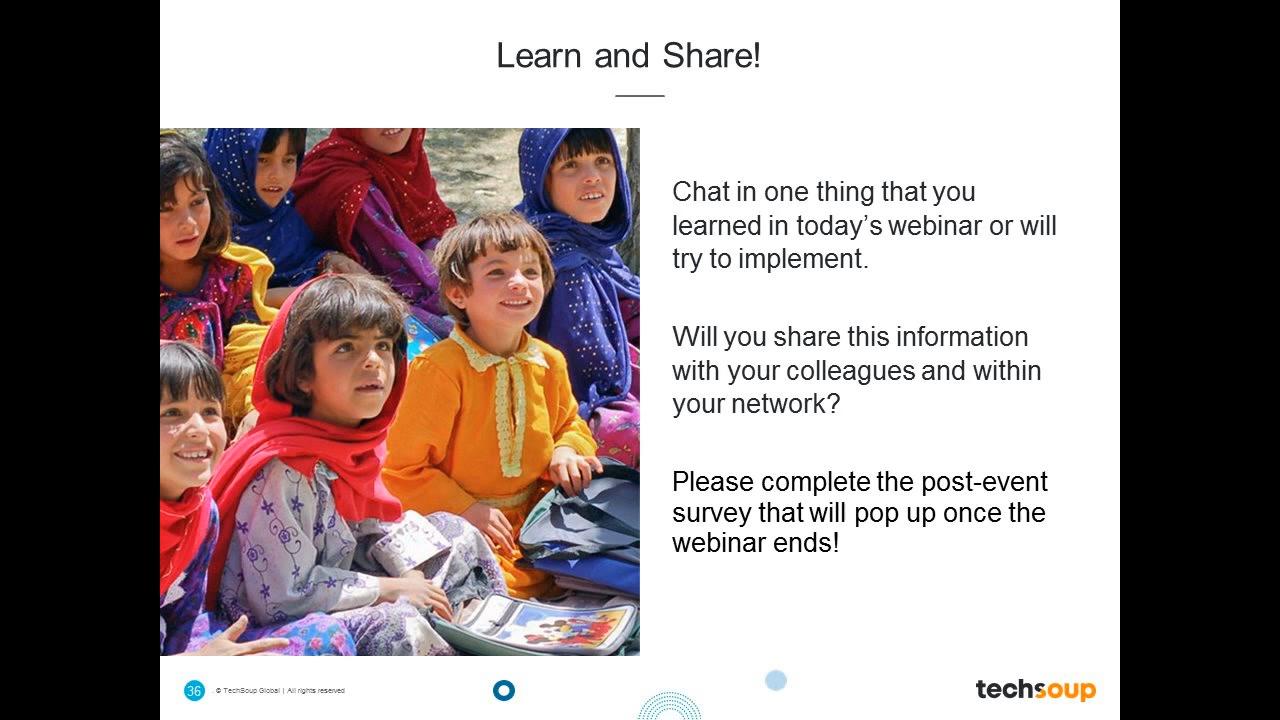 Learn and Share!
Chat in one thing that you
learned in today’s webinar or will
try to implement.
Will you share this information
with your colleagues and within
your network?
Please complete the post-event
survey that will pop up once the
webinar ends!
36
© TechSoup Global | All rights reserved
techsoup